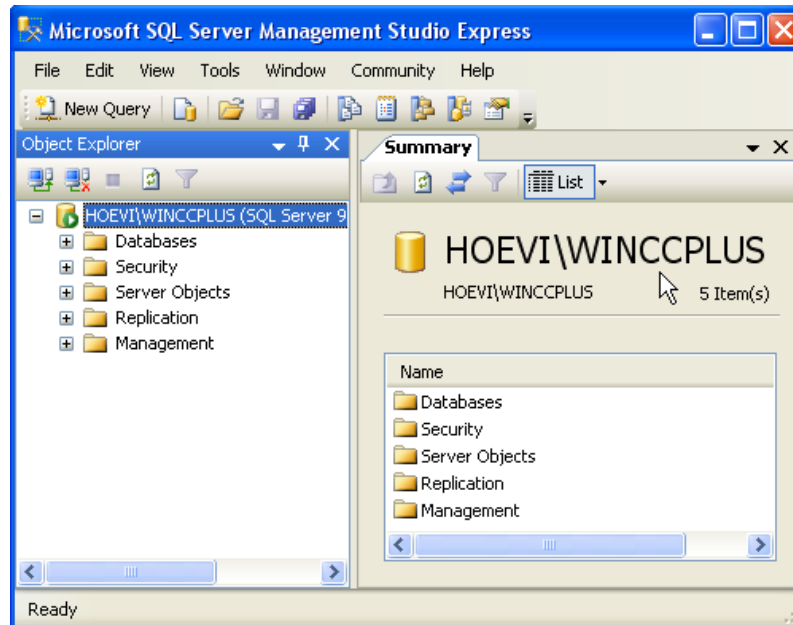 Microsoft SQL Server Management Studio Express
File Edit View Tools Window Community Help
New Query
Object Explorer
HOEVI\WINCCPLUS (SQL Server 9
Databases
Security
Server Objects
Replication
Management
Summary
List
HOEVI\WINCCPLUS
HOEVI\WINCCPLUS 5 Item(s)
Name
Databases
Security
Server Objects
Replication
Management
Ready